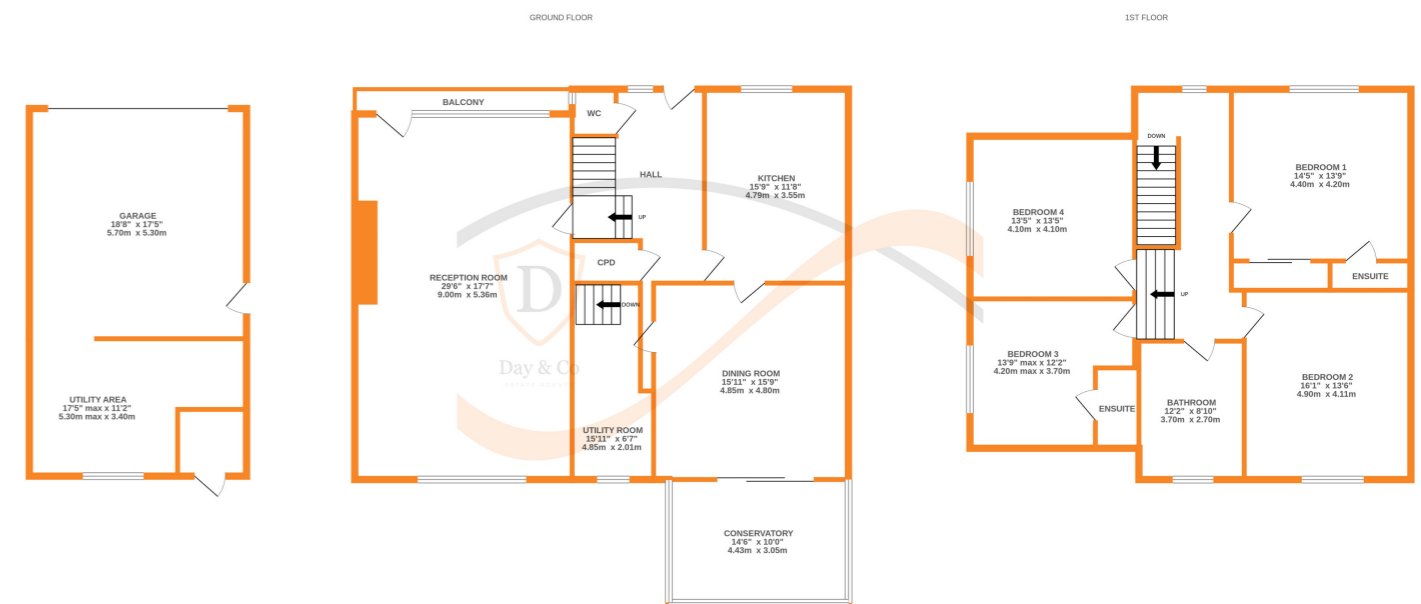 GROUND FLOOR
1ST FLOOR
GARAGE
18'8" x 17'5"
5.70m x 5.30m
UTILITY AREA
17'5" max x 11'2"
5.30m max x 3.40m
BALCONY
WC
HALL
KITCHEN
15'9" x 11'8"
4.79m x 3.55m
UP
CPD
RECEPTION ROOM
29'6" x 17'7"
9.00m x 5.36m
DOWN
D
Day & Co
ESTATE AGENTS
DINING ROOM
15'11" x 15'9"
4.85m x 4.80m
UTILITY ROOM
15'11" x 6'7"
4.85m x 2.01m
CONSERVATORY
14'6" x 10'0"
4.43m x 3.05m
DOWN
BEDROOM 1
14'5" x 13'9"
4.40m x 4.20m
BEDROOM 4
13'5" x 13'5"
4.10m x 4.10m
ENSUITE
UP
BEDROOM 3
13'9" max x 12'2"
4.20m max x 3.70m
ENSUITE
BATHROOM
12'2" x 8'10"
3.70m x 2.70m
BEDROOM 2
16'1" x 13'6"
4.90m x 4.11m